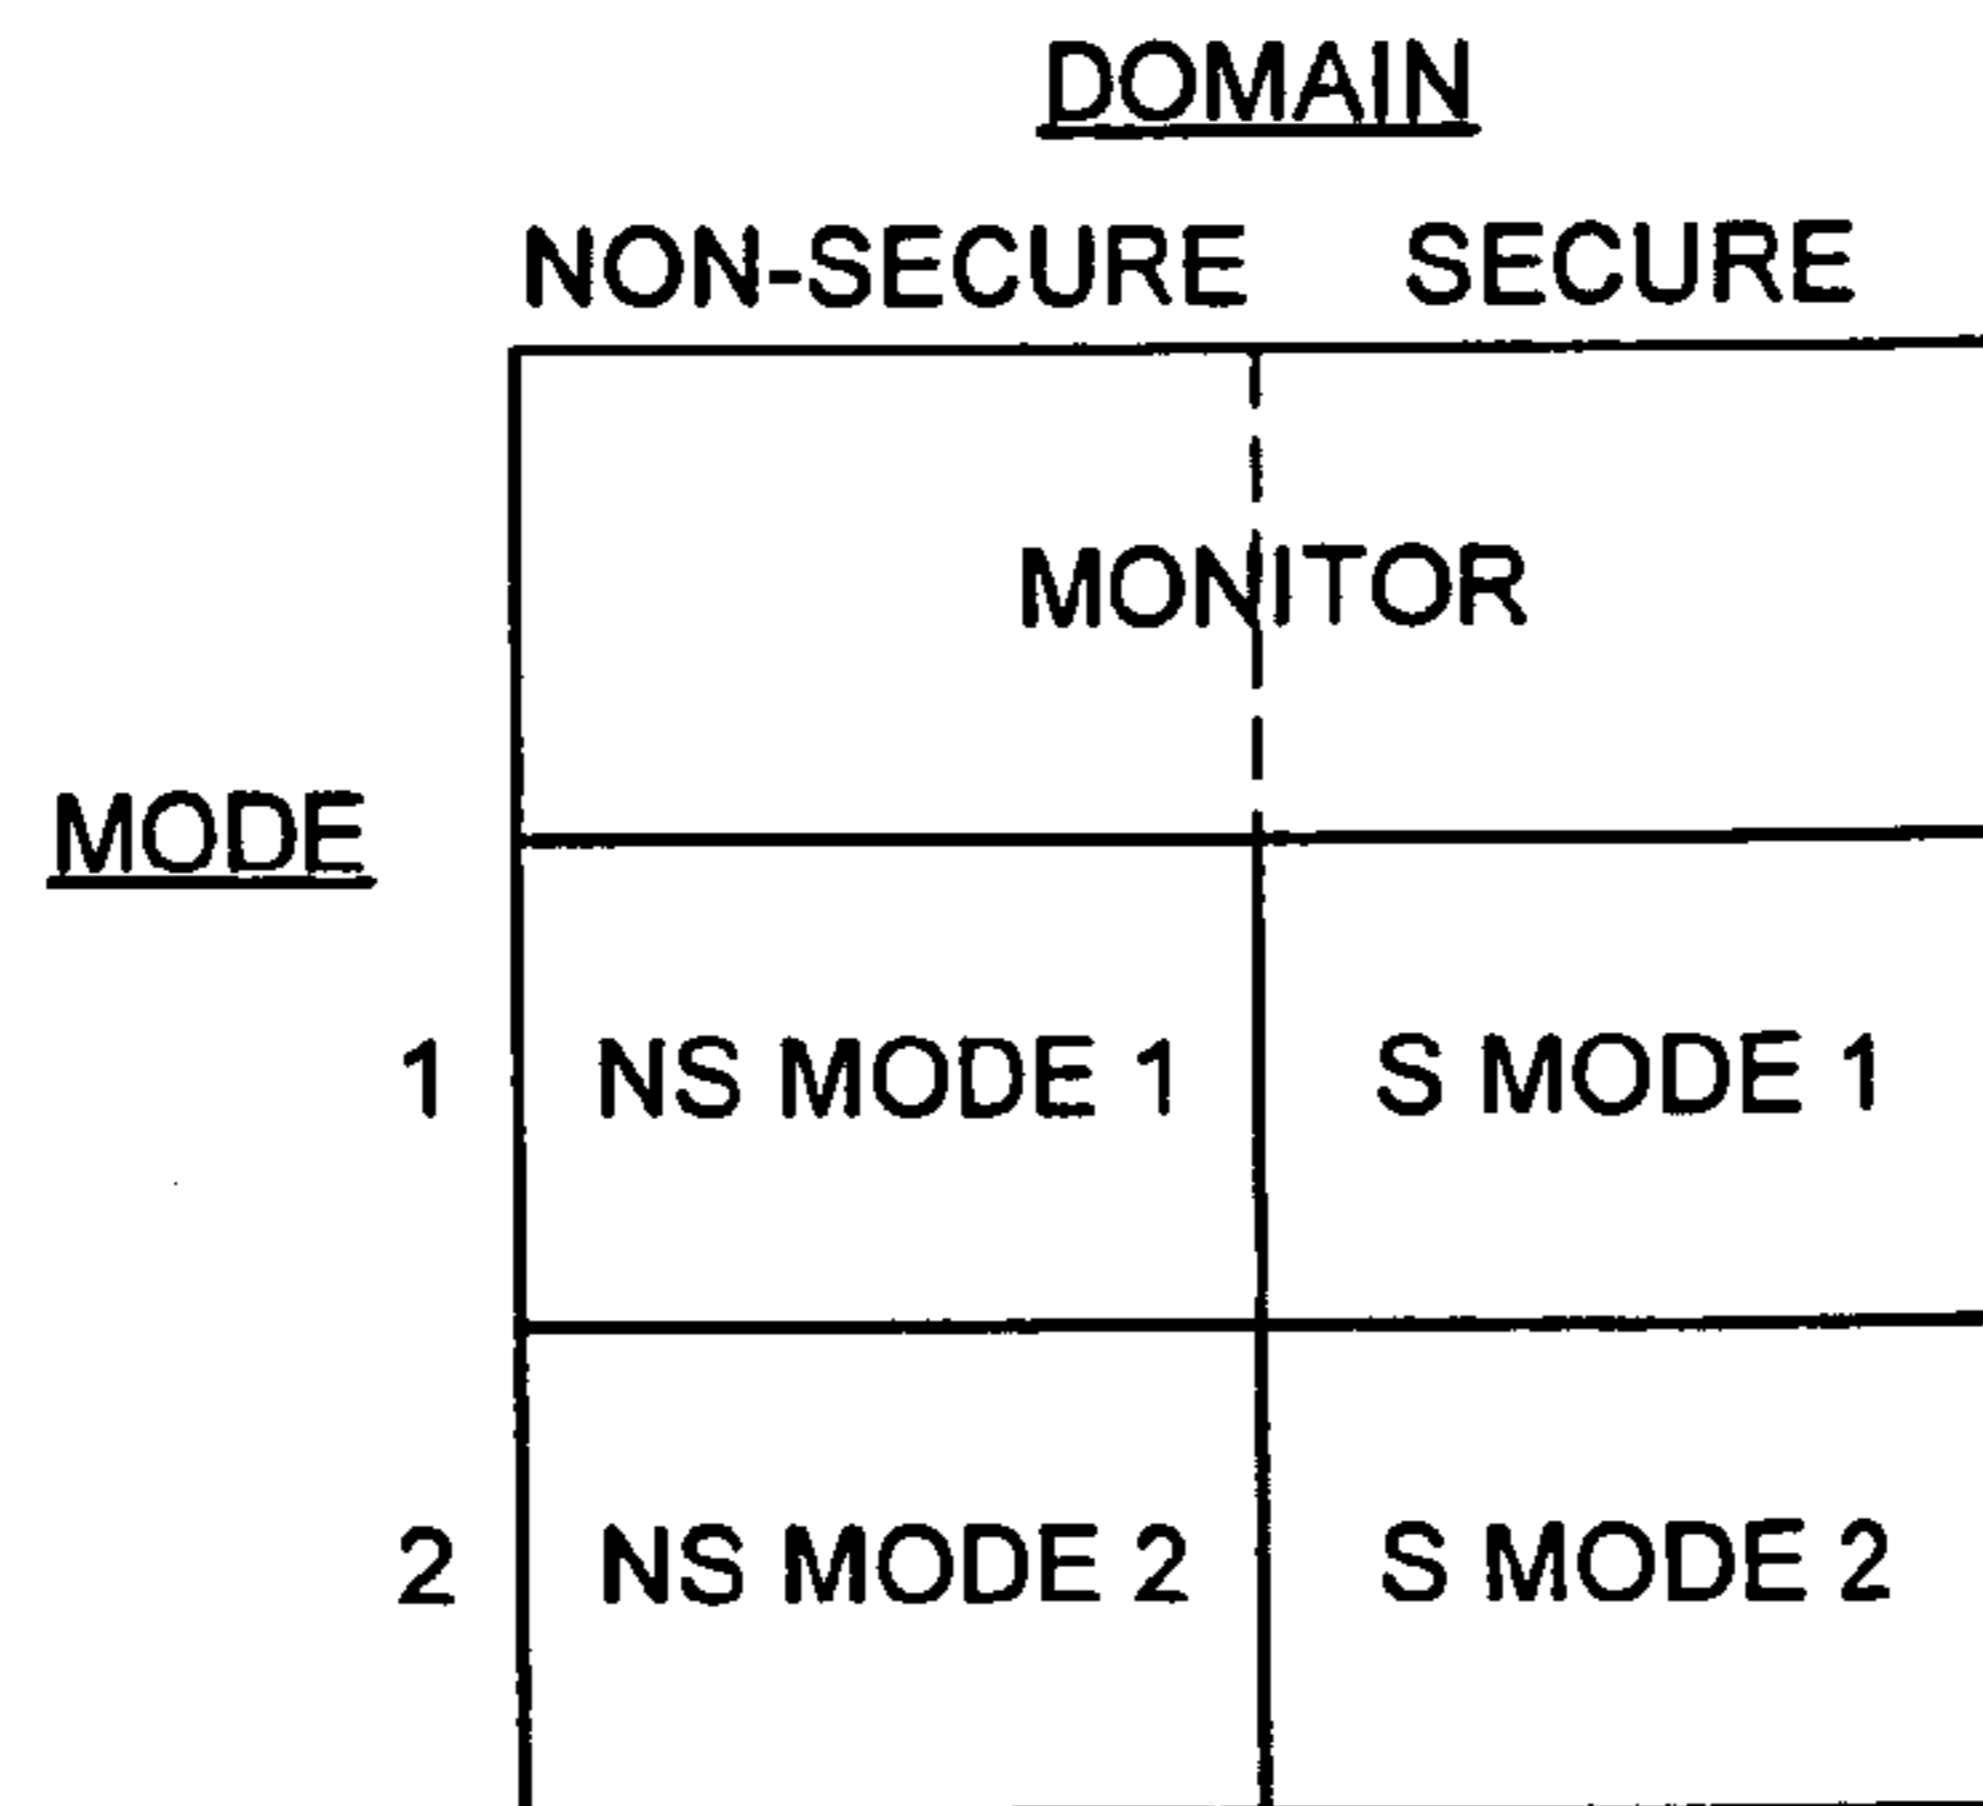 DOMAIN
NON-SECURE SECURE
MONITOR
MODE
1 NS MODE 1 S MODE 1
2 NS MODE 2 S MODE 2